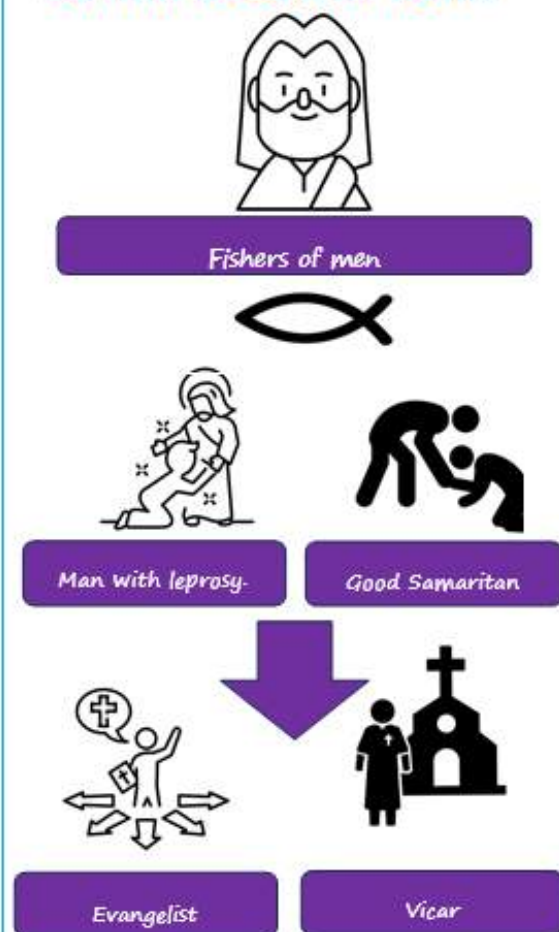 Fishers of men
Man with leprosy.
Good Samaritan
Evangelist
Vicar